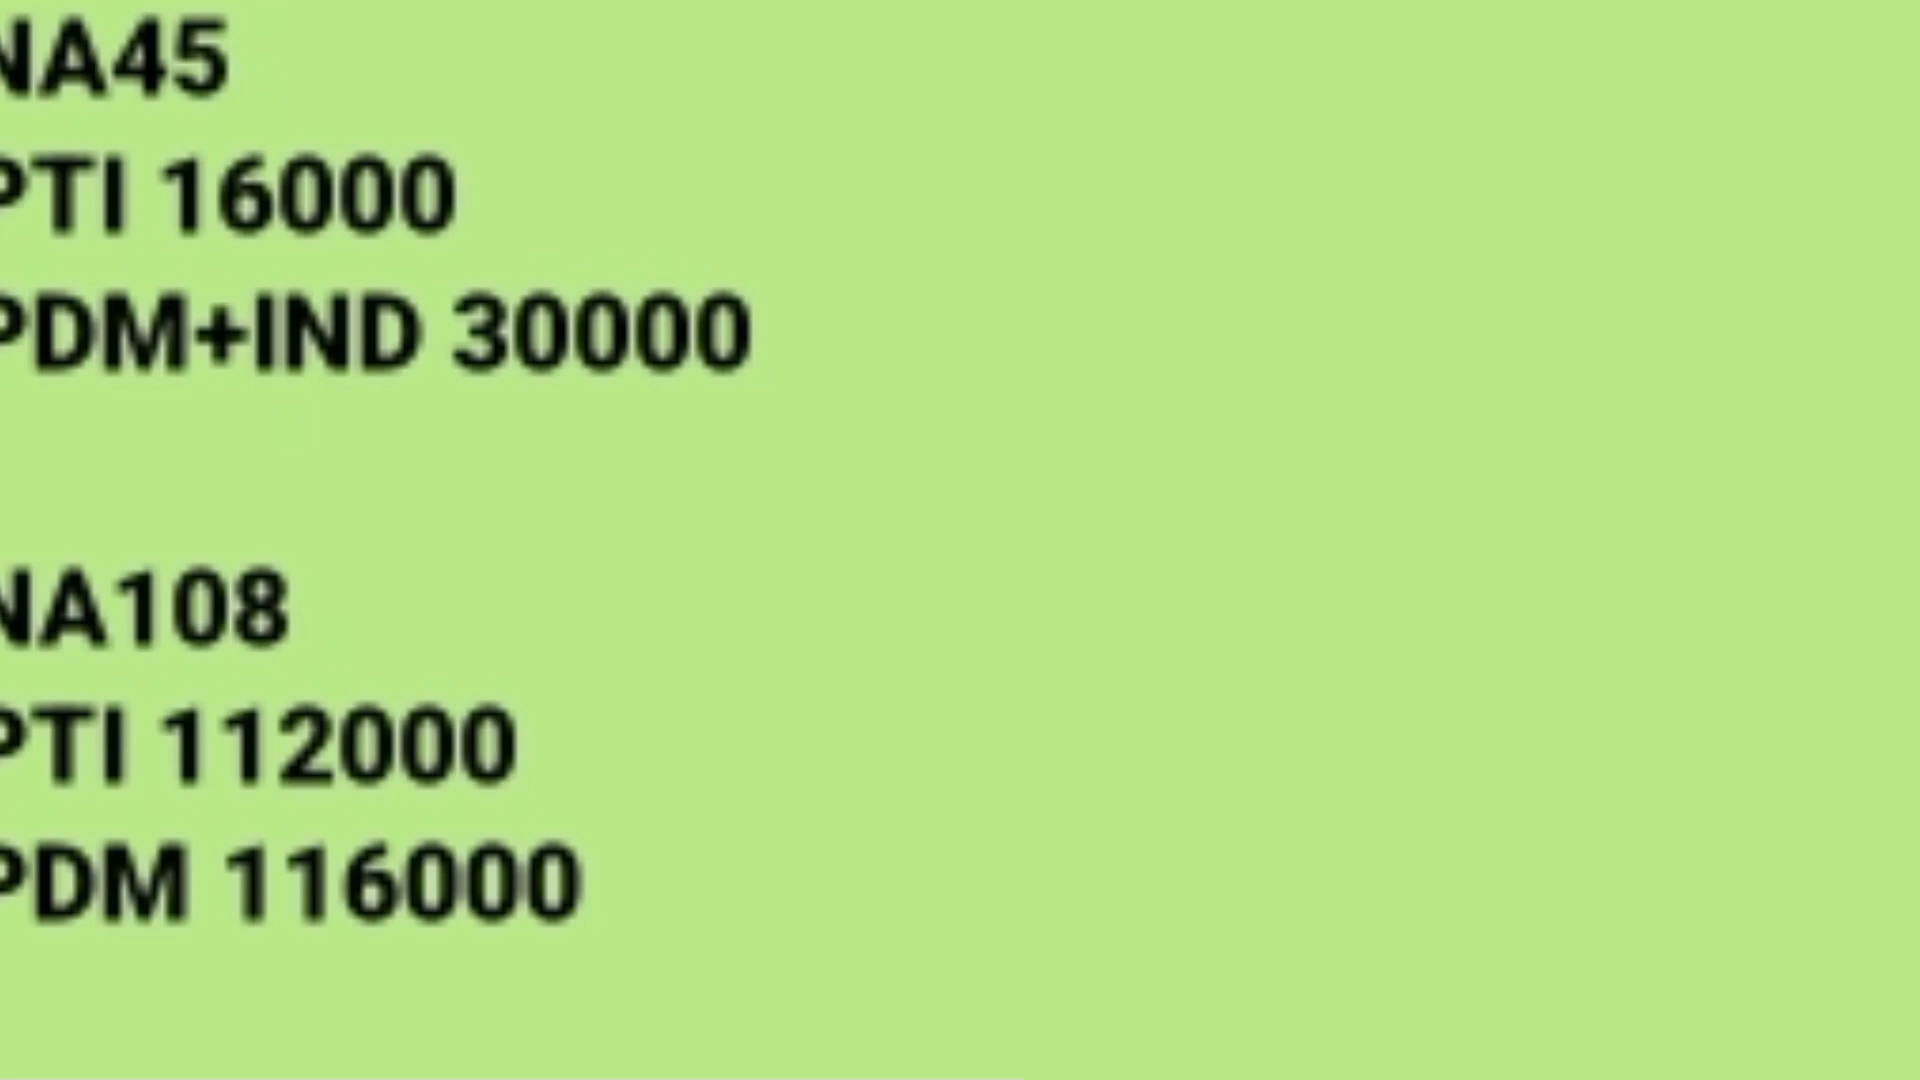 NA45
PTI 16000
PDM+IND 30000
NA108
PTI 112000
PDM 116000